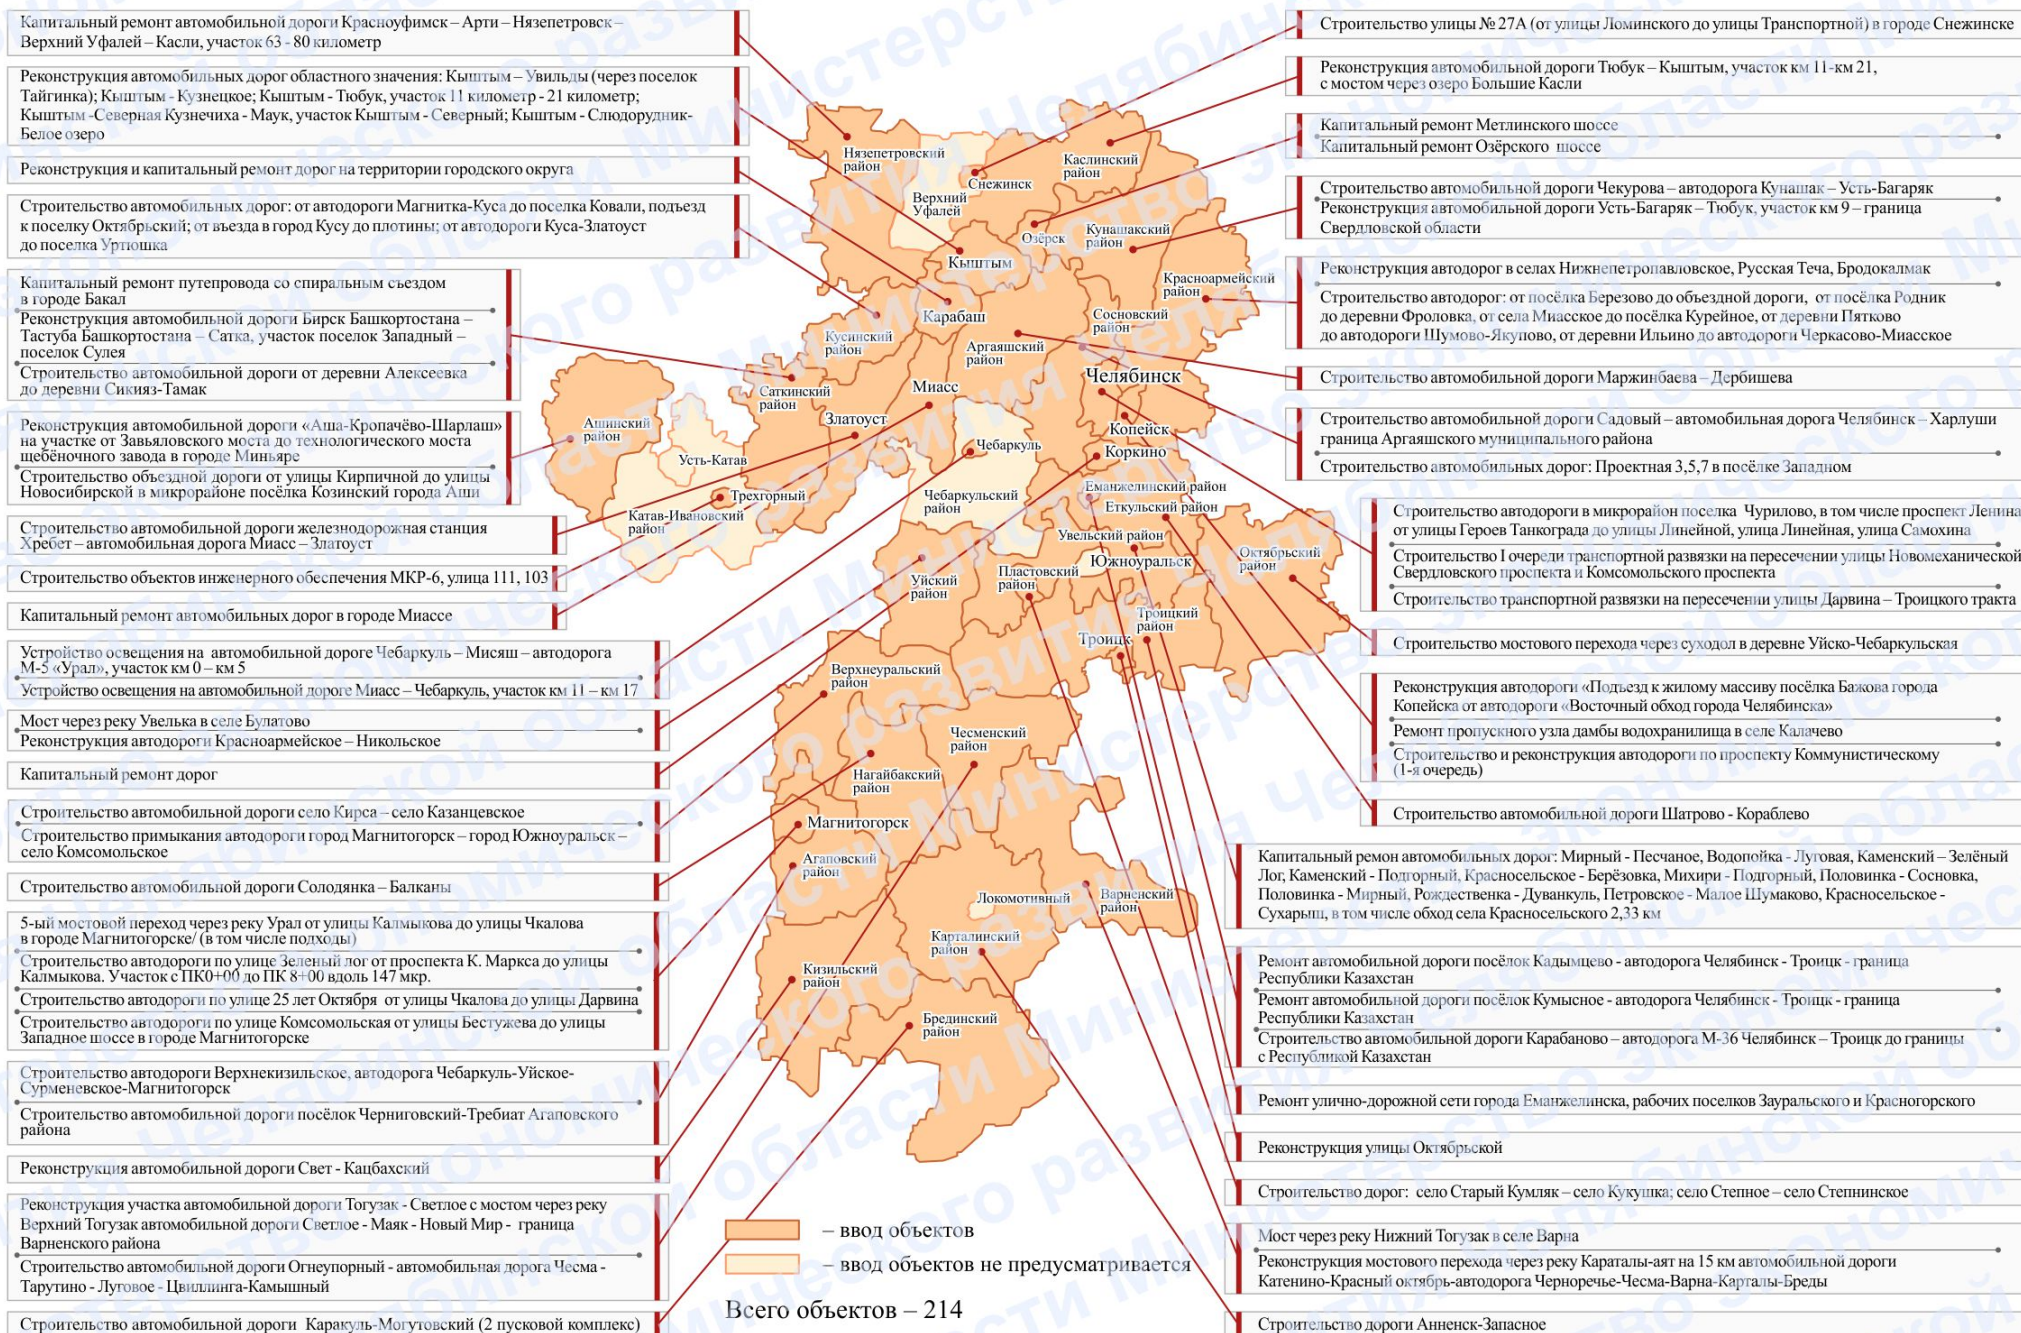 Капитальный ремонт автомобильной дороги Красноуфимск – Арти – Нязепетровск –
Верхний Уфалей – Касли, участок 63 - 80 километр
Реконструкция автомобильных дорог областного значения: Кыштым – Увильды (через поселок
Тайгинка); Кыштым - Кузнецкое; Кыштым - Тюбук, участок 11 километр - 21 километр;
Кыштым -Северная Кузнечиха - Маук, участок Кыштым - Северный; Кыштым - Слюдорудник-
Белое озеро
Реконструкция и капитальный ремонт дорог на территории городского округа
Строительство автомобильных дорог: от автодороги Магнитка-Куса до поселка Ковали, подъезд
к поселку Октябрьский; от въезда в город Кусу до плотины; от автодороги Куса-Златоуст
до поселка Уртюшка
Капитальный ремонт путепровода со спиральным съездом
в городе Бакал
Реконструкция автомобильной дороги Бирск Башкортостана –
Тастуба Башкортостана – Сатка, участок поселок Западный –
поселок Сулея
Строительство автомобильной дороги от деревни Алексеевка
до деревни Сикияз-Тамак
Реконструкция автомобильной дороги «Аша-Кропачёво-Шарлаш»
на участке от Завьяловского моста до технологического моста
щебёночного завода в городе Миньяре
Строительство объездной дороги от улицы Кирпичной до улицы
Новосибирской в микрорайоне посёлка Козинский города Аши
Строительство автомобильной дороги железнодорожная станция
Хребет – автомобильная дорога Миасс – Златоуст
Строительство объектов инженерного обеспечения МКР-6, улица 111, 103
Капитальный ремонт автомобильных дорог в городе Миассе
Устройство освещения на автомобильной дороге Чебаркуль – Мисяш – автодорога
М-5 «Урал», участок км 0 – км 5
Устройство освещения на автомобильной дороге Миасс – Чебаркуль, участок км 11 – км 17
Мост через реку Увелька в селе Булатово
Реконструкция автодороги Красноармейское – Никольское
Капитальный ремонт дорог
Строительство автомобильной дороги село Кирса – село Казанцевское
Строительство примыкания автодороги город Магнитогорск – город Южноуральск –
село Комсомольское
Строительство автомобильной дороги Солодянка – Балканы
5-ый мостовой переход через реку Урал от улицы Калмыкова до улицы Чкалова
в городе Магнитогорске/ (в том числе подходы)
Строительство автодороги по улице Зеленый лог от проспекта К. Маркса до улицы
Калмыкова. Участок с ПК0+00 до ПК 8+00 вдоль 147 мкр.
Строительство автодороги по улице 25 лет Октября от улицы Чкалова до улицы Дарвина
Строительство автодороги по улице Комсомольская от улицы Бестужева до улицы
Западное шоссе в городе Магнитогорске
Строительство автодороги Верхнекизильское, автодорога Чебаркуль-Уйское-
Сурменевское-Магнитогорск
Строительство автомобильной дороги посёлок Черниговский-Требиат Агаповского
района
Реконструкция автомобильной дороги Свет - Кацбахский
Реконструкция участка автомобильной дороги Тогузак - Светлое с мостом через реку
Верхний Тогузак автомобильной дороги Светлое - Маяк - Новый Мир - граница
Варненского района
Строительство автомобильной дороги Огнеупорный - автомобильная дорога Чесма -
Тарутино - Луговое - Цвиллинга-Камышный
Строительство автомобильной дороги Каракуль-Могутовский (2 пусковой комплекс)
Нязепетровский
район
Верхний
Уфалей
Снежинск
Каслинский
район
Озёрск
Кунашакский
район
Кыштым
Красноармейский
район
Карабаш
Сосновский
район
Кусинский
район
Аргаяшский
район
Челябинск
Миасс
Саткинский
район
Златоуст
Ашинский
район
Копейск
Чебаркуль
Коркино
Усть-Катав
Трехгорный
Чебаркульский
район
Еманжелинский район
Еткульский район
Катав-Ивановский
район
Увельский район
Южноуральск
Октябрьский
район
Уйский
район
Пластовский
район
Троицкий
район
Троицк
Верхнеуральский
район
Чесменский
район
Нагайбакский
район
Магнитогорск
Агаповский
район
Локомотивный
Варненский
район
Карталинский
район
Кизильский
район
Брединский
район
– ввод объектов
– ввод объектов не предусматривается
Всего объектов – 214
Строительство улицы № 27А (от улицы Ломинского до улицы Транспортной) в городе Снежинске
Реконструкция автомобильной дороги Тюбук – Кыштым, участок км 11-км 21,
с мостом через озеро Большие Касли
Капитальный ремонт Метлинского шоссе
Капитальный ремонт Озёрского шоссе
Строительство автомобильной дороги Чекурова – автодорога Кунашак – Усть-Багаряк
Реконструкция автомобильной дороги Усть-Багаряк – Тюбук, участок км 9 – граница
Свердловской области
Реконструкция автодорог в селах Нижнепетропавловское, Русская Теча, Бродокалмак
Строительство автодорог: от посёлка Березово до объездной дороги, от посёлка Родник
до деревни Фроловка, от села Миасское до посёлка Курейное, от деревни Пятково
до автодороги Шумово-Якупово, от деревни Ильино до автодороги Черкасово-Миасское
Строительство автомобильной дороги Маржинбаева – Дербишева
Строительство автомобильной дороги Садовый – автомобильная дорога Челябинск – Харлуши
граница Аргаяшского муниципального района
Строительство автомобильных дорог: Проектная 3,5,7 в посёлке Западном
Строительство автодороги в микрорайон поселка Чурилово, в том числе проспект Ленина
от улицы Героев Танкограда до улицы Линейной, улица Линейная, улица Самохина
Строительство I очереди транспортной развязки на пересечении улицы Новомеханической
Свердловского проспекта и Комсомольского проспекта
Строительство транспортной развязки на пересечении улицы Дарвина – Троицкого тракта
Строительство мостового перехода через суходол в деревне Уйско-Чебаркульская
Реконструкция автодороги «Подъезд к жилому массиву посёлка Бажова города
Копейска от автодороги «Восточный обход города Челябинска»
Ремонт пропускного узла дамбы водохранилища в селе Калачево
Строительство и реконструкция автодороги по проспекту Коммунистическому
(1-я очередь)
Строительство автомобильной дороги Шатрово - Кораблево
Капитальный ремон автомобильных дорог: Мирный - Песчаное, Водопойка - Луговая, Каменский – Зелёный
Лог, Каменский - Подгорный, Красносельское - Берёзовка, Михири - Подгорный, Половинка - Сосновка,
Половинка - Мирный, Рождественка - Дуванкуль, Петровское - Малое Шумаково, Красносельское -
Сухарыш, в том числе обход села Красносельского 2,33 км
Ремонт автомобильной дороги посёлок Кадымцево - автодорога Челябинск - Троицк - граница
Республики Казахстан
Ремонт автомобильной дороги посёлок Кумысное - автодорога Челябинск - Троицк - граница
Республики Казахстан
Строительство автомобильной дороги Карабаново – автодорога М-36 Челябинск – Троицк до границы
с Республикой Казахстан
Ремонт улично-дорожной сети города Еманжелинска, рабочих поселков Зауральского и Красногорского
Реконструкция улицы Октябрьской
Строительство дорог: село Старый Кумляк – село Кукушка; село Степное – село Степнинское
Мост через реку Нижний Тогузак в селе Варна
Реконструкция мостового перехода через реку Караталы-аят на 15 км автомобильной дороги
Катенино-Красный октябрь-автодорога Черноречье-Чесма-Варна-Карталы-Бреды
Строительство дороги Анненск-Запасное